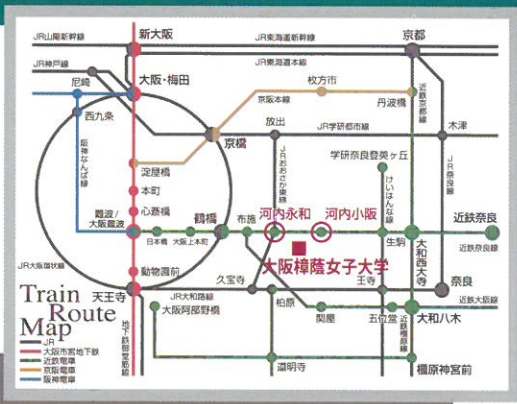 JR山陽新幹線
新大阪
JR東海道新幹線
京都
JR神戸線
JR東海道本線
尼崎
大阪・梅田
枚方市
京阪本線
丹波橋
近鉄京都線
西九条
京橋
放出
JR学研都市線
木津
阪神なんば線
淀屋橋
JRおおさか東線
学研奈良登美ヶ丘
けいはんな線
JR奈良線
本町
心斎橋
難波/
大阪難波
鶴橋
布施
河内永和
河内小阪
近鉄奈良
日本橋
大阪上本町
生駒
大和西大寺
近鉄奈良線
大阪樟蔭女子大学
JR大阪環状線
動物園前
天王寺
久宝寺
王寺
奈良
JR大和路線
柏原
近鉄大阪線
大阪阿部野橋
関屋
五位堂
大和八木
地下鉄御堂筋線
近鉄橿原線
道明寺
橿原神宮前
Train
Route
Map
JR
大阪市営地下鉄
近鉄電車
京阪電車
阪神電車